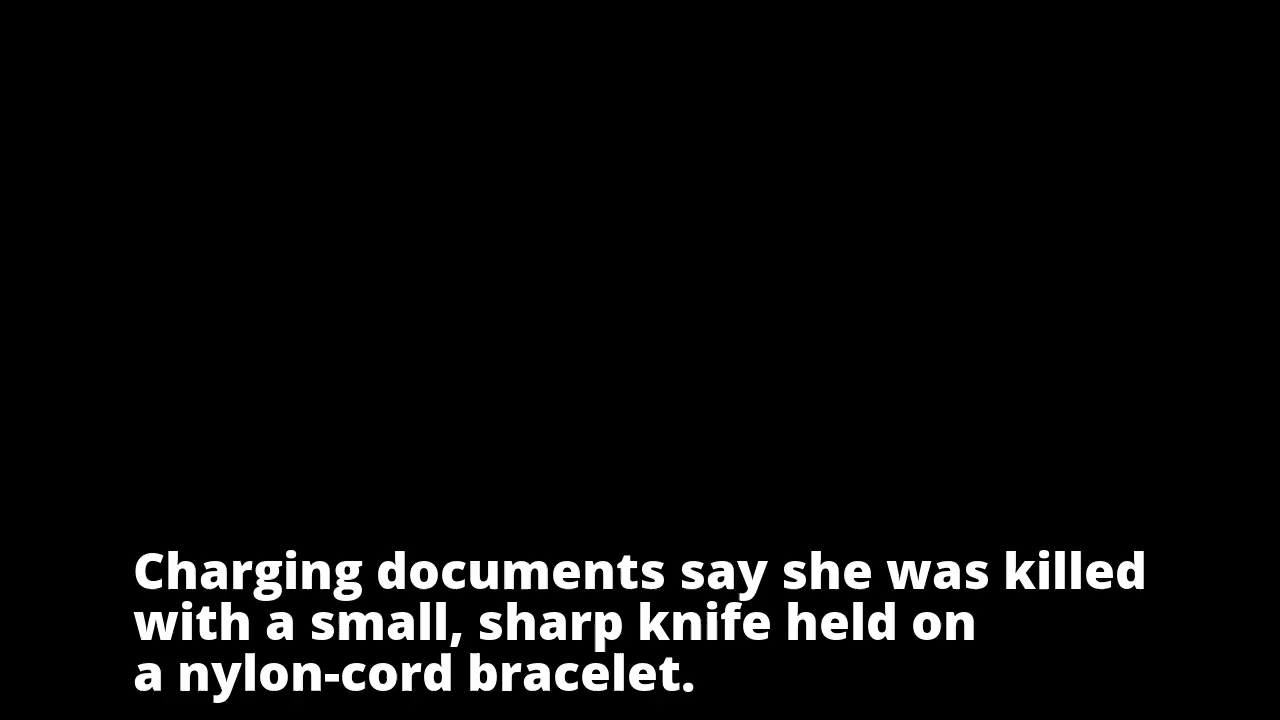 Charging documents say she was killed
with a small, sharp knife held on
a nylon-cord bracelet.